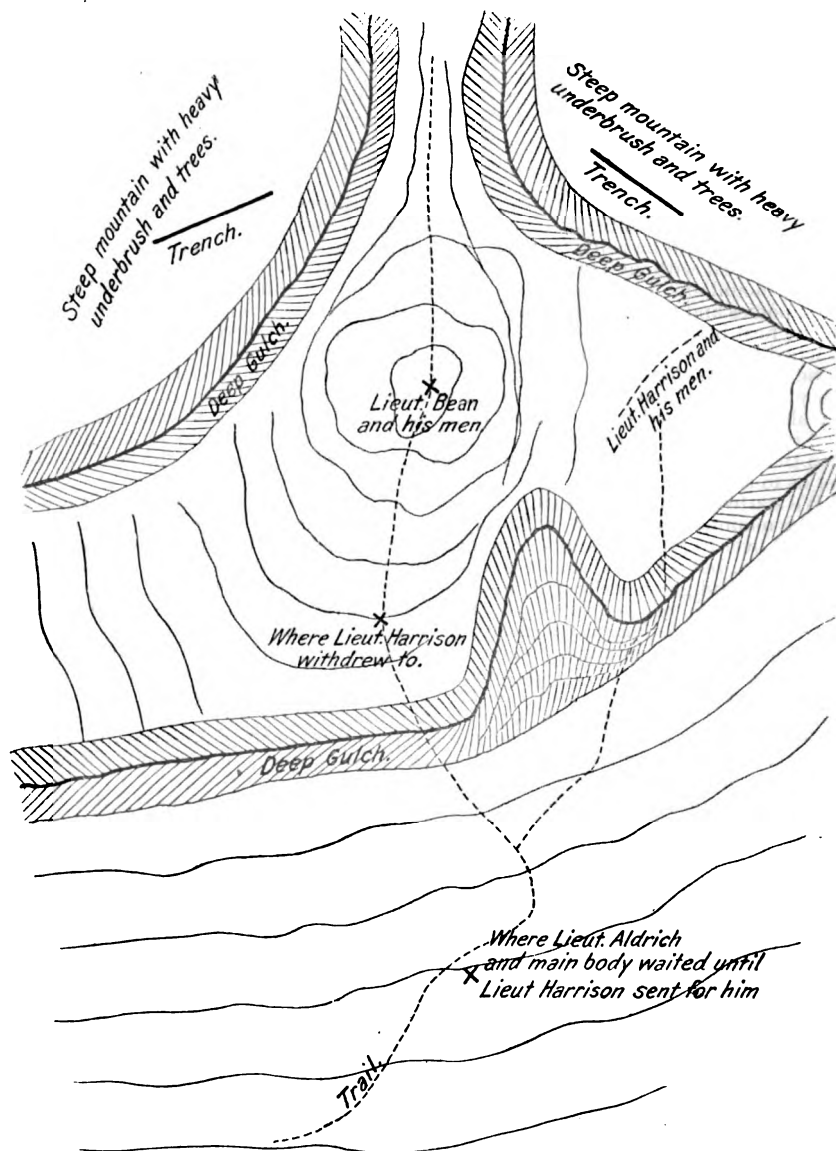 Steep mountain with heavy
underbrush and trees.
Trench.
Steep mountain with heavy
underbrush and trees.
Trench.
Deep Gulch.
Deep Gulch.
Lieut. Bean
and his men
Lieut. Harrison and
his men.
Where Lieut. Harrison
withdrew to.
Deep Gulch.
Where Lieut. Aldrich
and main body waited until
Lieut Harrison sent for him
Trail.